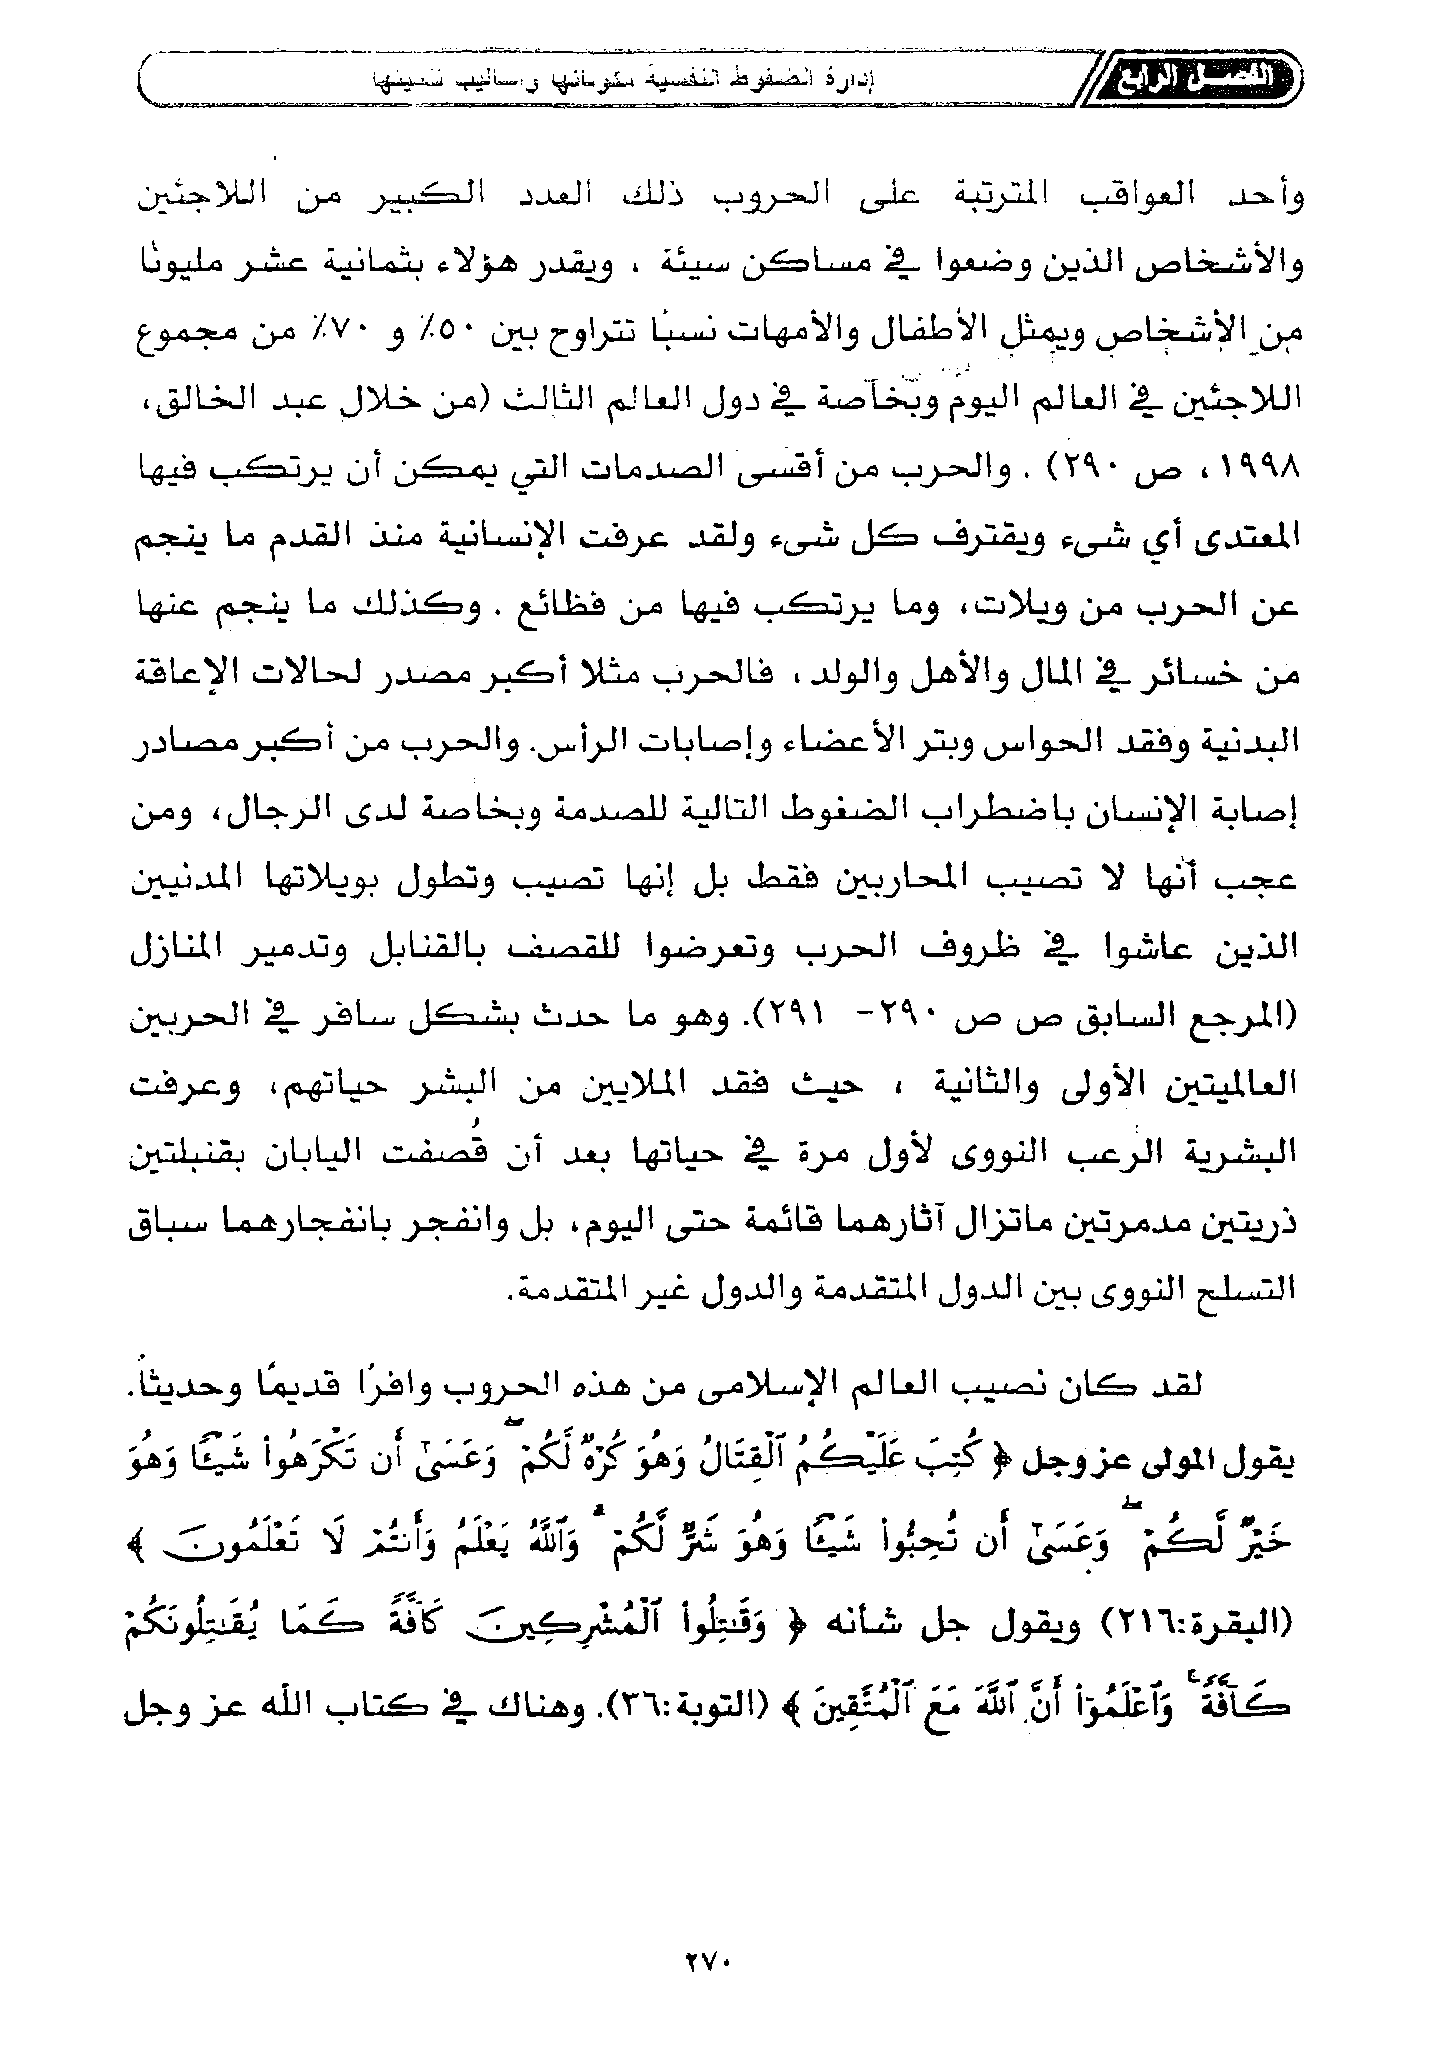 الفصل الرابع
إدارة الضغوط النفسية مقوماتها وأساليب تنميتها
وأحد العواقب المترتبة على الحروب ذلك العدد الكبير من اللاجئين
والأشخاص الذين وضعوا في مساكن سيئة ، ويقدر هؤلاء بثمانية عشر مليونًا
من الأشخاص ويمثل الأطفال والأمهات نسبًا تتراوح بين ٥٠٪ و ٧٠٪ من مجموع
اللاجئين في العالم اليوم وبخاصة في دول العالم الثالث (من خلال عبد الخالق،
١٩٩٨، ص ٢٩٠) . والحرب من أقسى الصدمات التي يمكن أن يرتكب فيها
المعتدى أي شىء ويقترف كل شىء ولقد عرفت الإنسانية منذ القدم ما ينجم
عن الحرب من ويلات، وما يرتكب فيها من فظائع . وكذلك ما ينجم عنها
من خسائر في المال والأهل والولد ، فالحرب مثلا أكبر مصدر لحالات الإعاقة
البدنية وفقد الحواس وبتر الأعضاء وإصابات الرأس. والحرب من أكبر مصادر
إصابة الإنسان باضطراب الضغوط التالية للصدمة وبخاصة لدى الرجال، ومن
عجب أنها لا تصيب المحاربين فقط بل إنها تصيب وتطول بويلاتها المدنيين
الذين عاشوا في ظروف الحرب وتعرضوا للقصف بالقنابل وتدمير المنازل
(المرجع السابق ص ص ٢٩٠- ٢٩١). وهو ما حدث بشكل سافر في الحربين
العالميتين الأولى والثانية ، حيث فقد الملايين من البشر حياتهم، وعرفت
البشرية الرعب النووى لأول مرة في حياتها بعد أن قُصفت اليابان بقنبلتين
ذريتين مدمرتين ماتزال آثارهما قائمة حتى اليوم، بل وانفجر بانفجارهما سباق
التسلح النووى بين الدول المتقدمة والدول غير المتقدمة.
لقد كان نصيب العالم الإسلامى من هذه الحروب وافرًا قديمًا وحديثًا.
يقول المولى عز وجل ﴿ كُتِبَ عَلَيْكُمُ ٱلْقِتَالُ وَهُوَ كُرْهٌ لَّكُمْ ۖ وَعَسَىٰٓ أَن تَكْرَهُوا۟ شَيْـًٔا وَهُوَ
خَيْرٌ لَّكُمْ ۖ وَعَسَىٰٓ أَن تُحِبُّوا۟ شَيْـًٔا وَهُوَ شَرٌّ لَّكُمْ ۗ وَٱللَّهُ يَعْلَمُ وَأَنتُمْ لَا تَعْلَمُونَ ﴾
(البقرة:٢١٦) ويقول جل شأنه ﴿ وَقَـٰتِلُوا۟ ٱلْمُشْرِكِينَ كَآفَّةً كَمَا يُقَـٰتِلُونَكُمْ
كَآفَّةً ۚ وَٱعْلَمُوٓا۟ أَنَّ ٱللَّهَ مَعَ ٱلْمُتَّقِينَ ﴾ (التوبة:٣٦). وهناك في كتاب الله عز وجل
٢٧٠